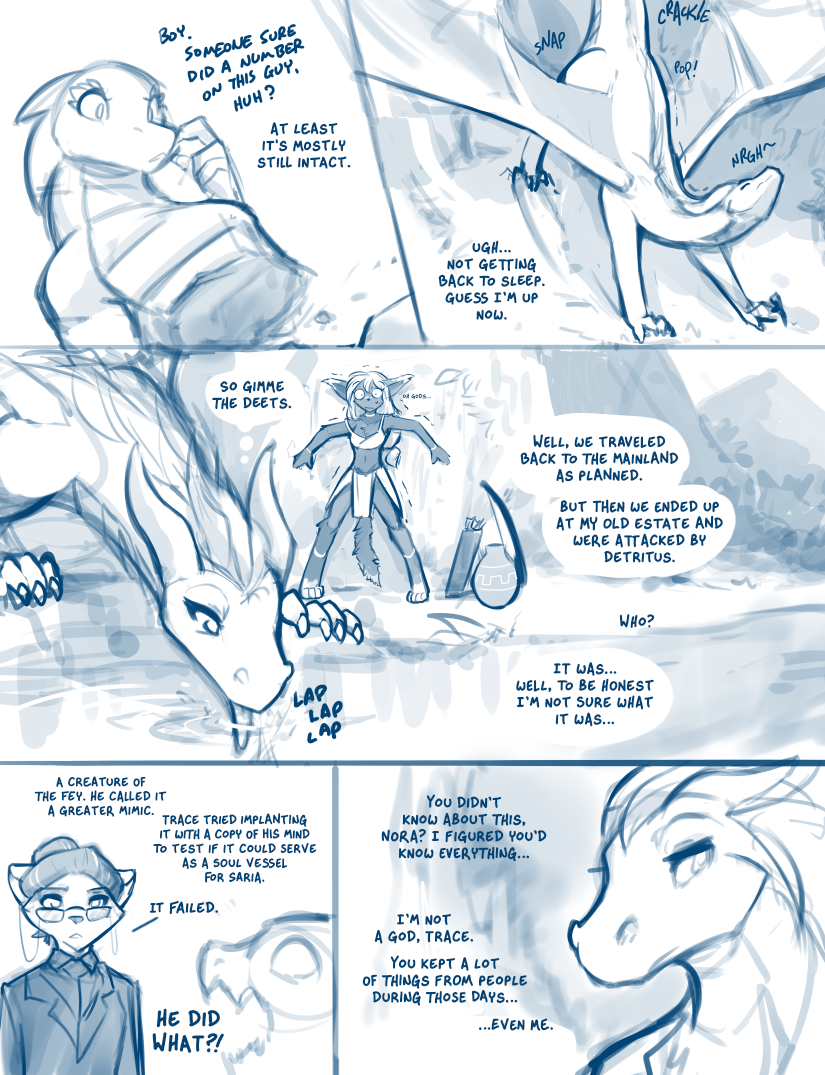 BOY.
SOMEONE SURE
DID A NUMBER
ON THIS GUY,
HUH?
AT LEAST
IT'S MOSTLY
STILL INTACT.
SNAP
CRACKLE
POP!
NRGH~
UGH...
NOT GETTING
BACK TO SLEEP.
GUESS I'M UP
NOW.
SO GIMME
THE DEETS.
OH GODS...
WELL, WE TRAVELED
BACK TO THE MAINLAND
AS PLANNED.
BUT THEN WE ENDED UP
AT MY OLD ESTATE AND
WERE ATTACKED BY
DETRITUS.
WHO?
IT WAS...
WELL, TO BE HONEST
I'M NOT SURE WHAT
IT WAS...
LAP
LAP
LAP
A CREATURE OF
THE FEY. HE CALLED IT
A GREATER MIMIC.
TRACE TRIED IMPLANTING
IT WITH A COPY OF HIS MIND
TO TEST IF IT COULD SERVE
AS A SOUL VESSEL
FOR SARIA.
IT FAILED.
HE DID
WHAT?!
YOU DIDN'T
KNOW ABOUT THIS,
NORA? I FIGURED YOU'D
KNOW EVERYTHING...
I'M NOT
A GOD, TRACE.
YOU KEPT A LOT
OF THINGS FROM PEOPLE
DURING THOSE DAYS...
...EVEN ME.